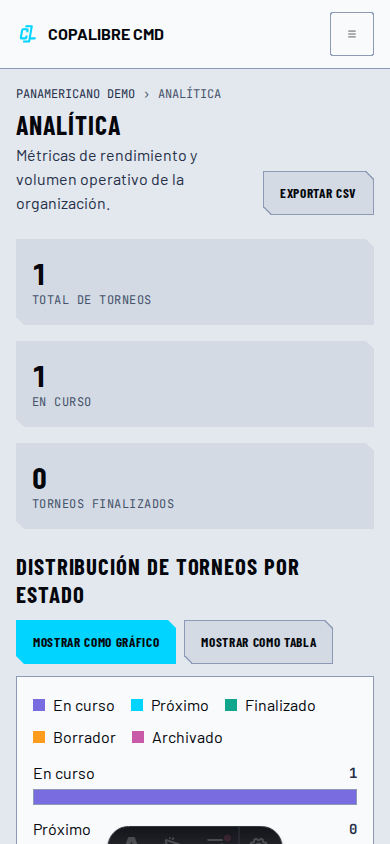 COPALIBRE CMD
PANAMERICANO DEMO › ANALÍTICA
ANALÍTICA
Métricas de rendimiento y
volumen operativo de la
organización.
EXPORTAR CSV
1
TOTAL DE TORNEOS
1
EN CURSO
0
TORNEOS FINALIZADOS
DISTRIBUCIÓN DE TORNEOS POR
ESTADO
MOSTRAR COMO GRÁFICO
MOSTRAR COMO TABLA
En curso
Próximo
Finalizado
Borrador
Archivado
En curso 1
Próximo 0